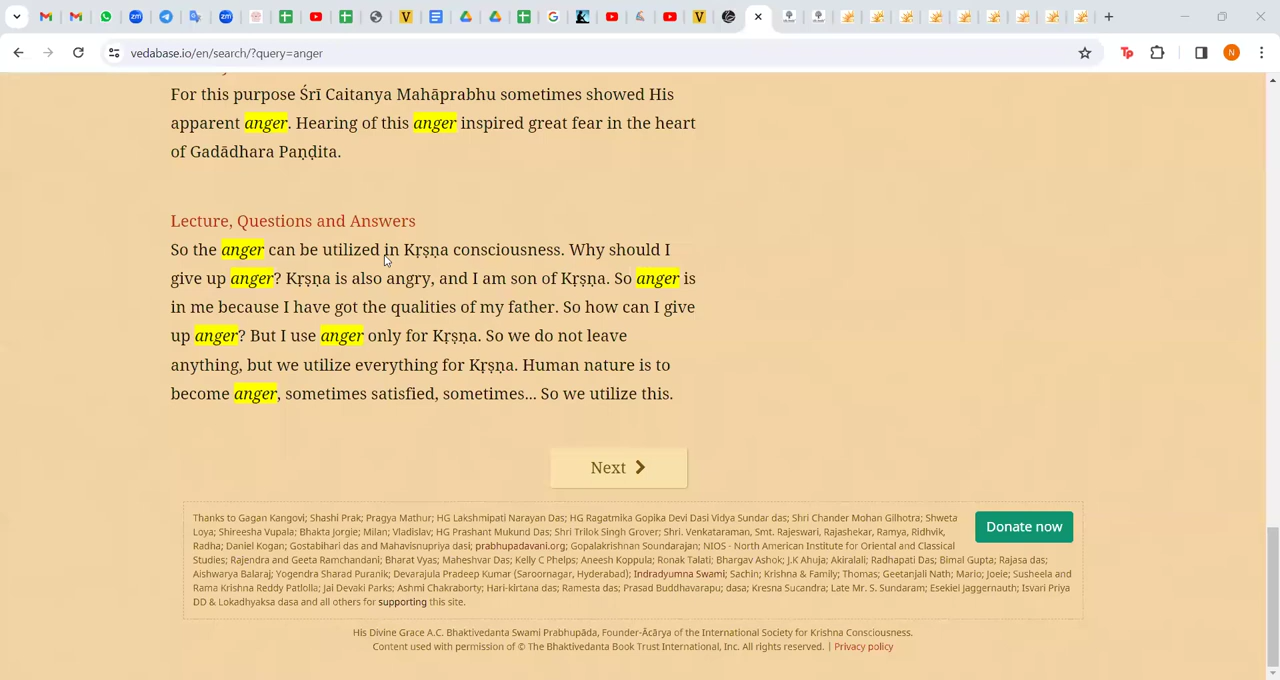 vedabase.io/en/search/?query=anger
For this purpose Śrī Caitanya Mahāprabhu sometimes showed His
apparent anger. Hearing of this anger inspired great fear in the heart
of Gadādhara Paṇḍita.
Lecture, Questions and Answers
So the anger can be utilized in Kṛṣṇa consciousness. Why should I
give up anger? Kṛṣṇa is also angry, and I am son of Kṛṣṇa. So anger is
in me because I have got the qualities of my father. So how can I give
up anger? But I use anger only for Kṛṣṇa. So we do not leave
anything, but we utilize everything for Kṛṣṇa. Human nature is to
become anger, sometimes satisfied, sometimes... So we utilize this.
Next
Thanks to Gagan Kangovi; Shashi Prak; Pragya Mathur; HG Lakshmipati Narayan Das; HG Ragatmika Gopika Devi Dasi Vidya Sundar das; Shri Chander Mohan Gilhotra; Shweta
Loya; Shireesha Vupala; Bhakta Jorgie; Milan; Vladislav; HG Prashant Mukund Das; Shri Trilok Singh Grover; Shri. Venkataraman, Smt. Rajeswari, Rajashekar, Ramya, Ridhvik,
Radha; Daniel Kogan; Gostabihari das and Mahavisnupriya dasi; prabhupadavani.org; Gopalakrishnan Soundarajan; NIOS - North American Institute for Oriental and Classical
Studies; Rajendra and Geeta Ramchandani; Bharat Vyas; Maheshvar Das; Kelly C Phelps; Aneesh Koppula; Ronak Talati; Bhargav Ashok; J.K Ahuja; Akiralali; Radhapati Das; Bimal Gupta; Rajasa das;
Aishwarya Balaraj; Yogendra Sharad Puranik; Devarajula Pradeep Kumar (Saroornagar, Hyderabad); Indradyumna Swami; Sachin; Krishna & Family; Thomas; Geetanjali Nath; Mario; Joeie; Susheela and
Rama Krishna Reddy Patlolla; Jai Devaki Parks; Ashmi Chakraborty; Hari-kirtana das; Ramesta das; Prasad Buddhavarapu; dasa; Kresna Sucandra; Late Mr. S. Sundaram; Esekiel Jaggernauth; Isvari Priya
DD & Lokadhyaksa dasa and all others for supporting this site.
Donate now
His Divine Grace A.C. Bhaktivedanta Swami Prabhupāda, Founder-Ācārya of the International Society for Krishna Consciousness.
Content used with permission of © The Bhaktivedanta Book Trust International, Inc. All rights reserved. | Privacy policy